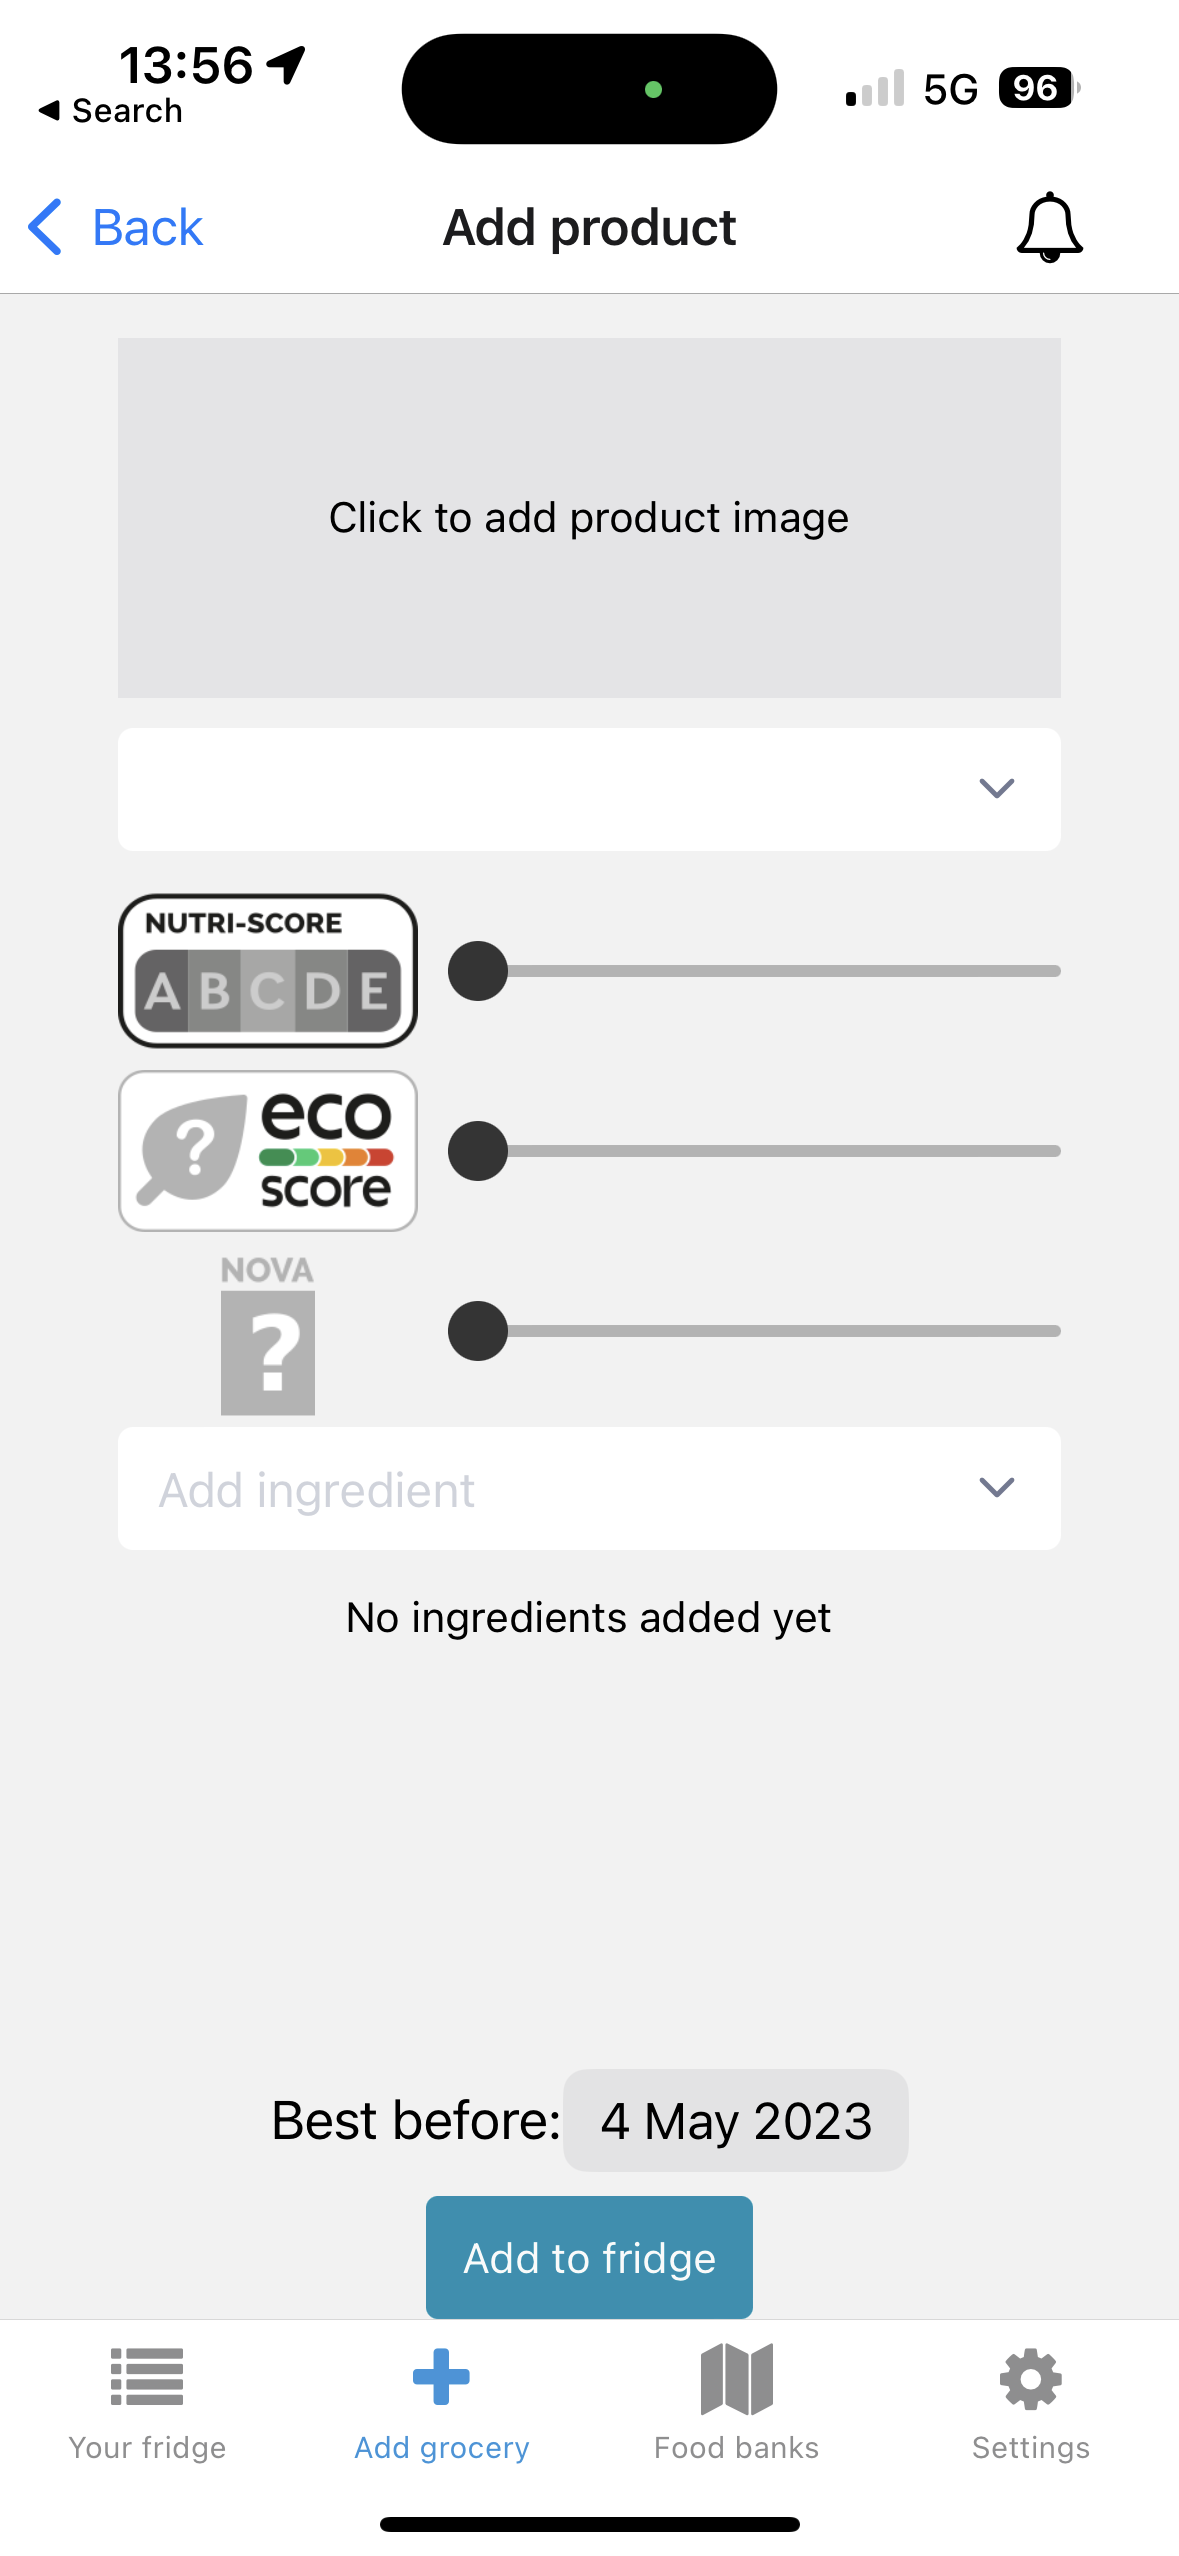 13:56
Search
5G
96
Back
Add product
Click to add product image
NUTRI-SCORE
A B C D E
?
eco
score
NOVA
?
Add ingredient
No ingredients added yet
Best before: 4 May 2023
Add to fridge
Your fridge
Add grocery
Food banks
Settings